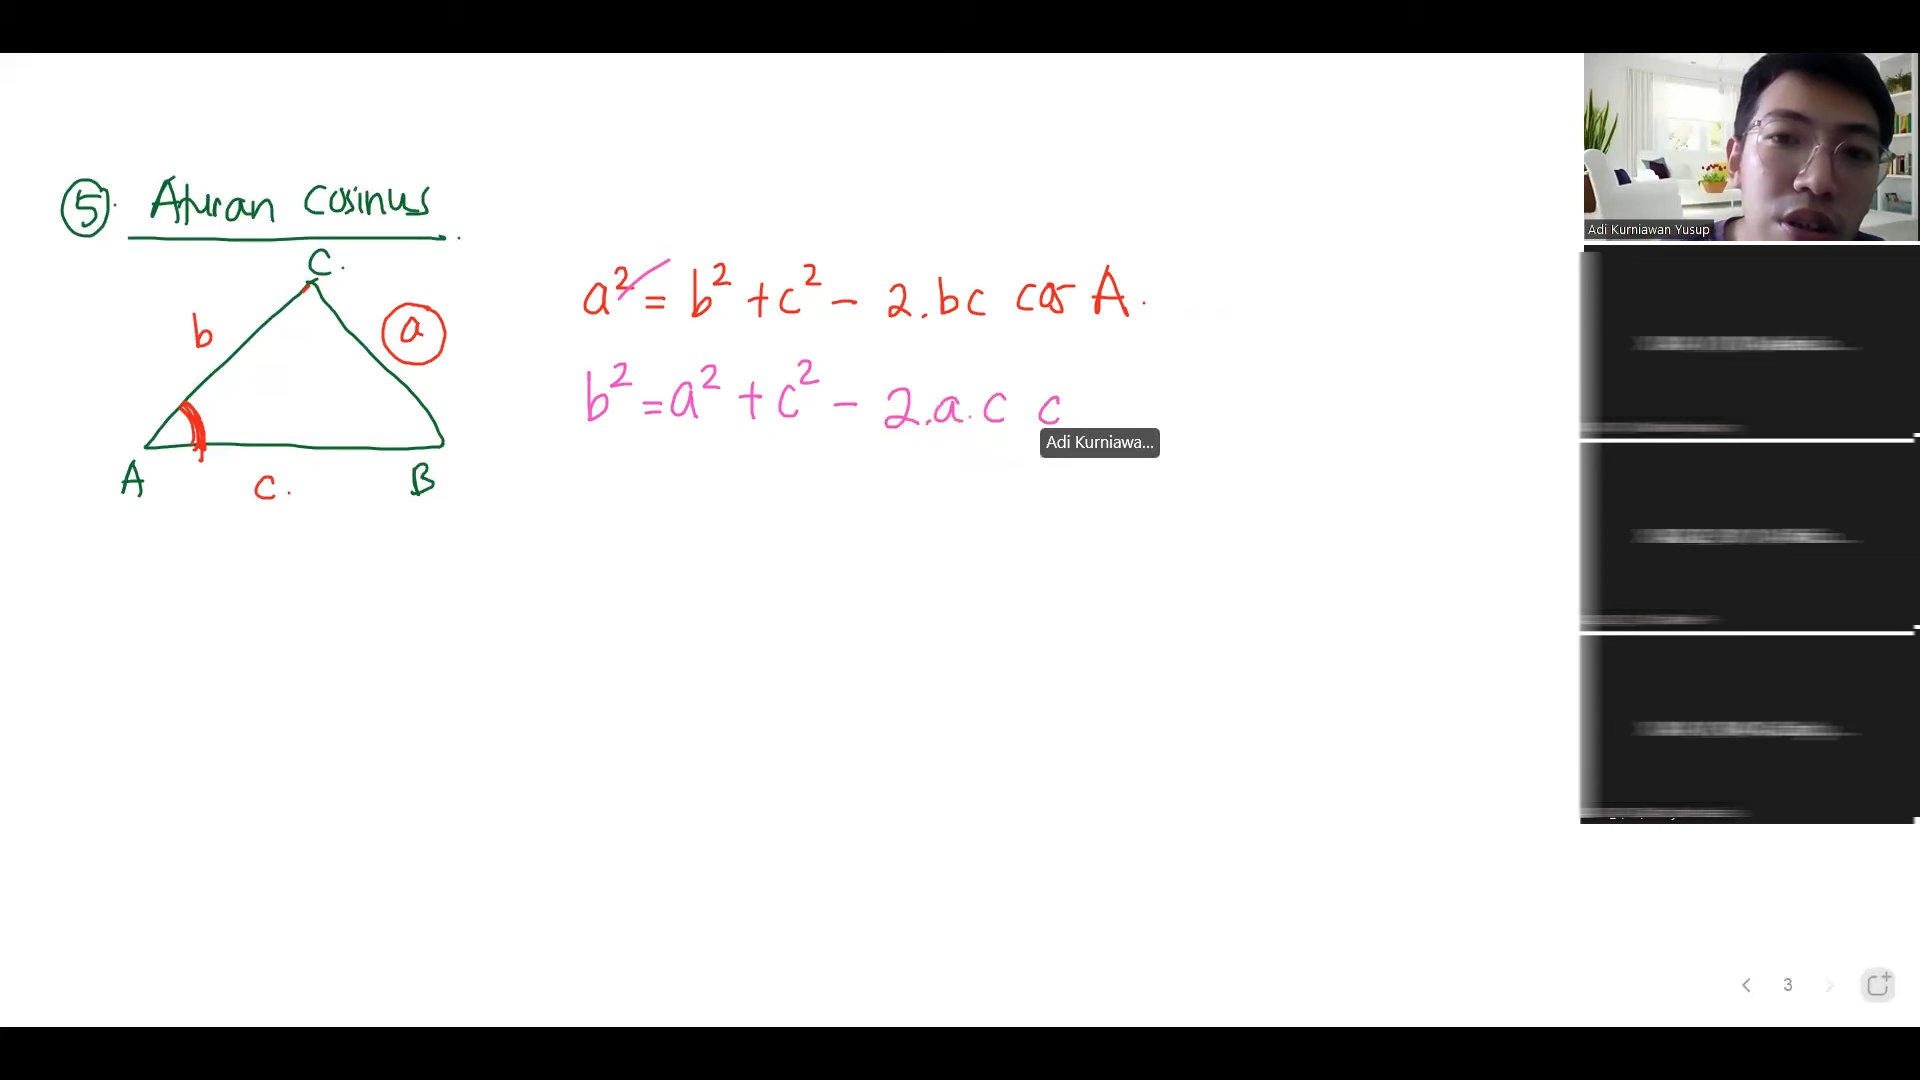 ⑤. Aturan Cosinus
C.
b
a
A
c.
B
a² = b² + c² - 2.bc cos A.
b² = a² + c² - 2.a.c c
Adi Kurniawa...
Adi Kurniawan Yusup
< 3 >